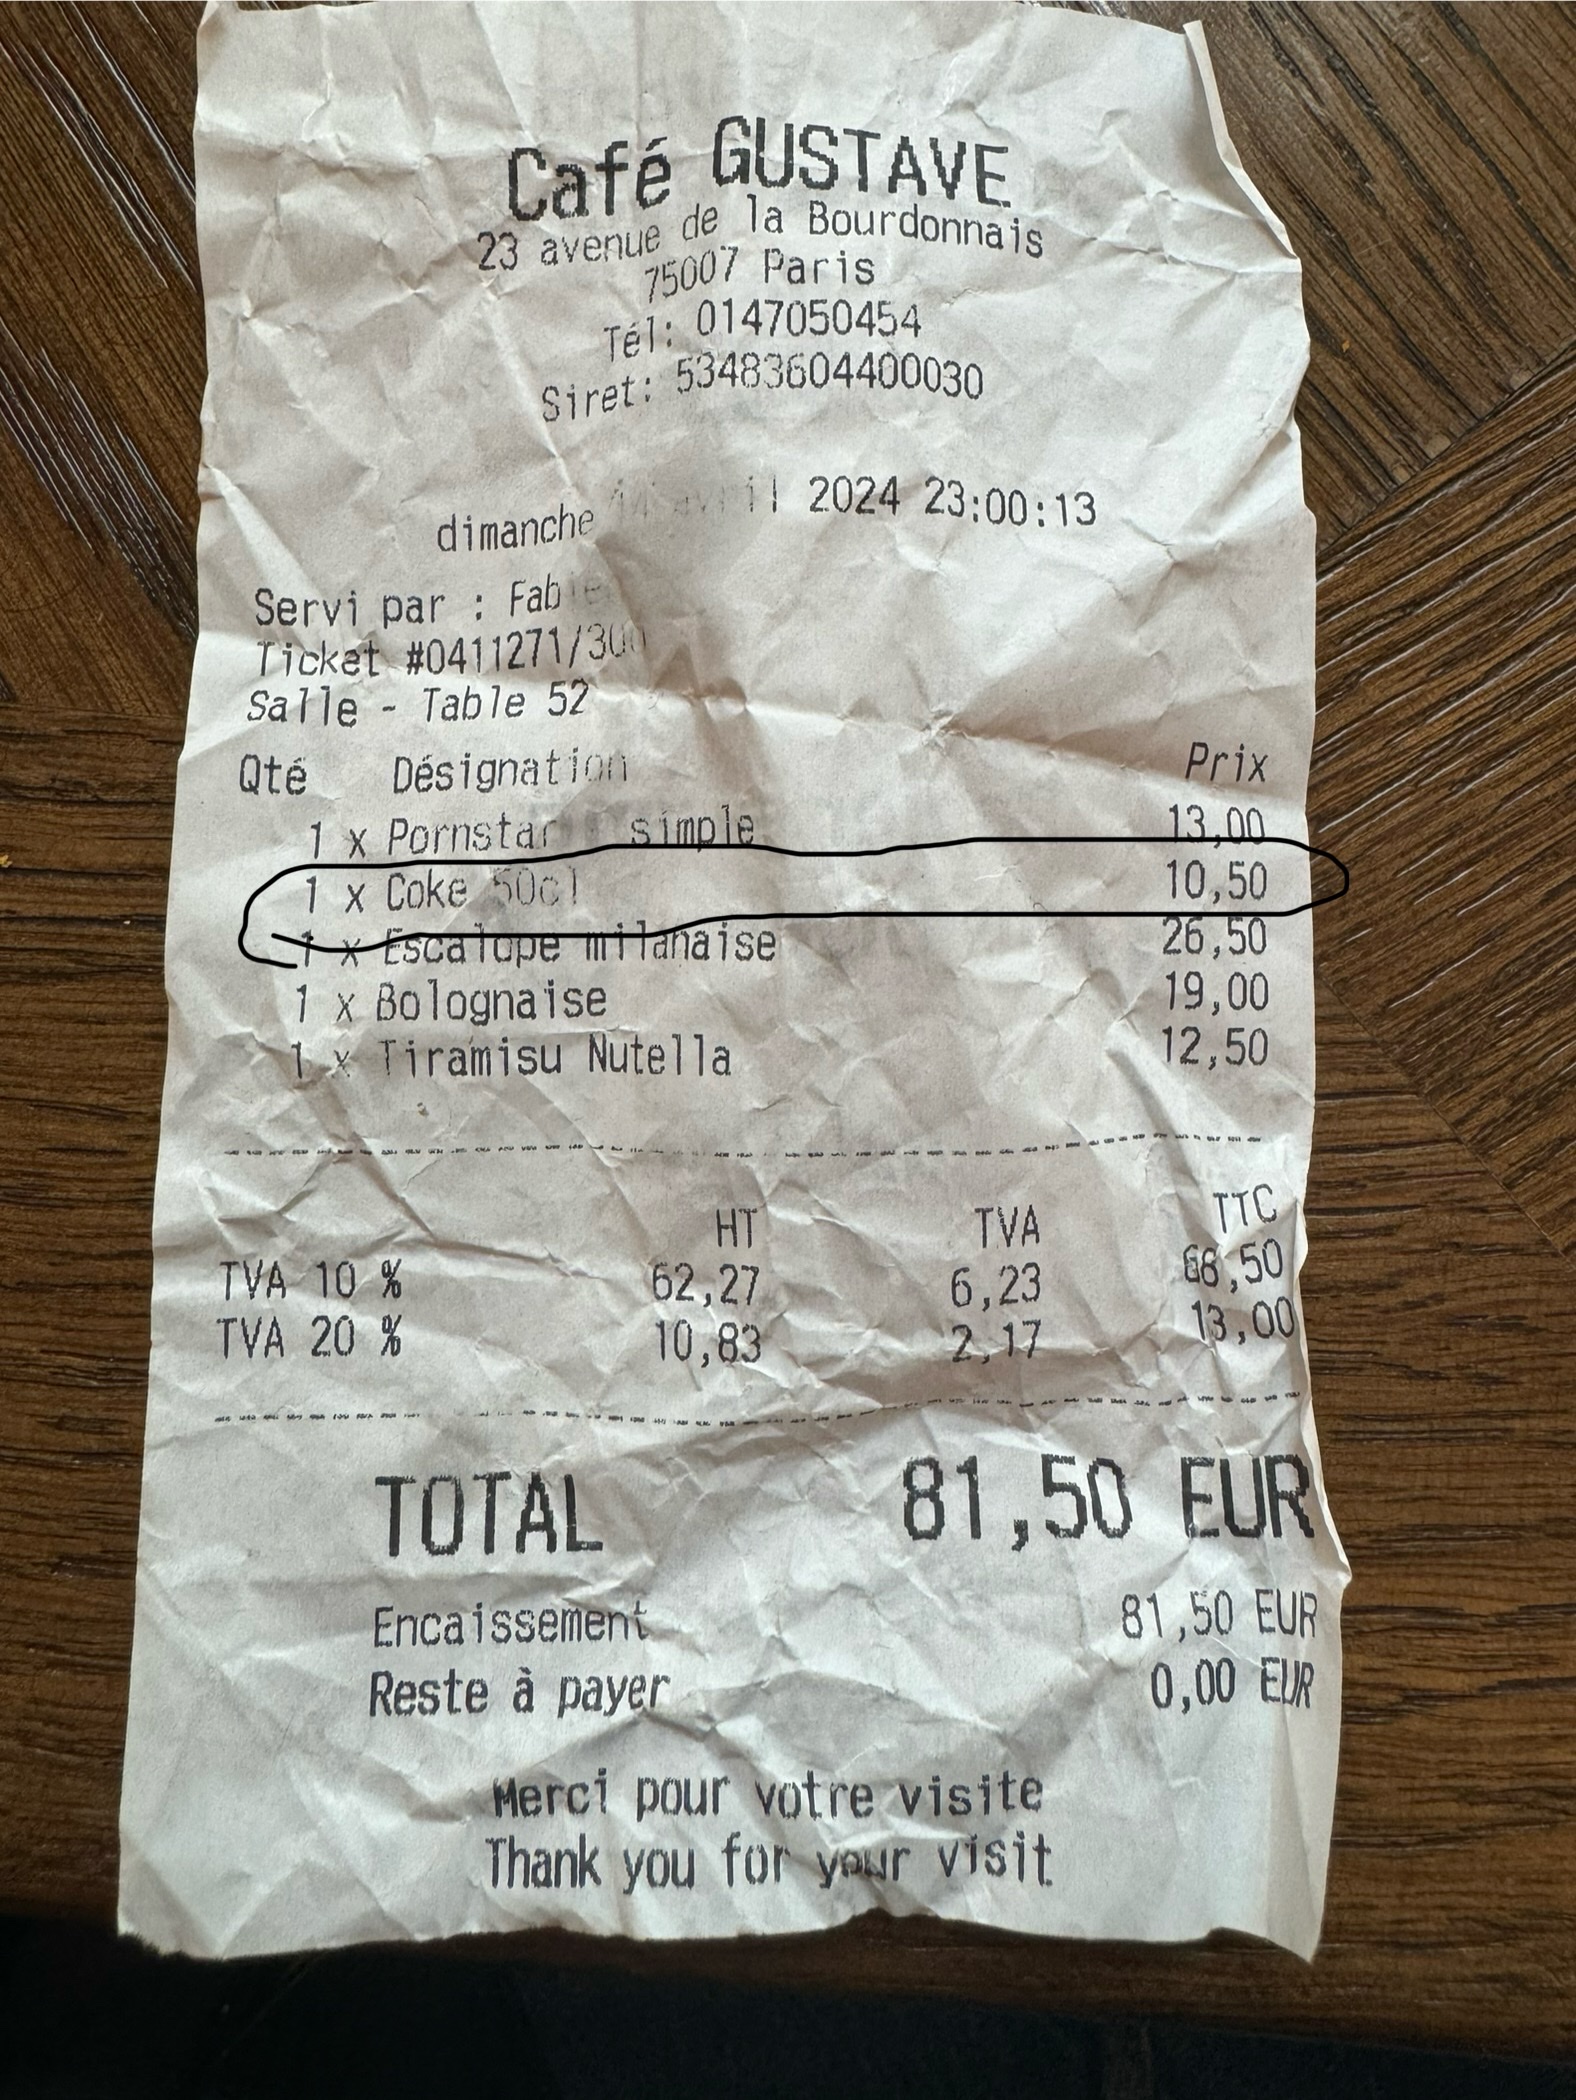 Café GUSTAVE
23 avenue de la Bourdonnais
75007 Paris
Tél: 0147050454
Siret: 53483604400030
dimanche 14 avril 2024 23:00:13
Servi par :
Ticket
Salle - Table 52
Qté Désignation Prix
1 x Pornstar simple 13,00
1 x Coke 50cl 10,50
1 x Escalope milanaise 26,50
1 x Bolognaise 19,00
1 x Tiramisu Nutella 12,50
HT TVA TTC
TVA 10 % 62,27 6,23 68,50
TVA 20 % 10,83 2,17 13,00
TOTAL 81,50 EUR
Encaissement 81,50 EUR
Reste à payer 0,00 EUR
Merci pour votre visite
Thank you for your visit